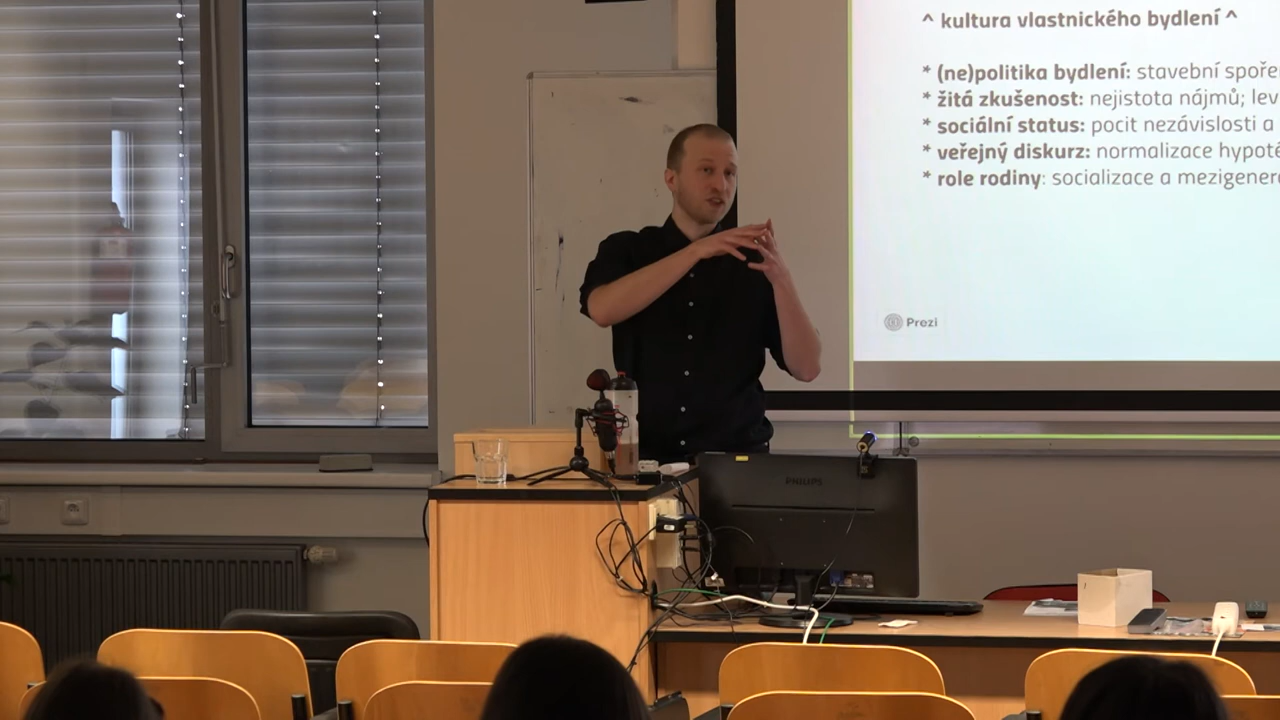 ^ kultura vlastnického bydlení ^
* (ne)politika bydlení: stavební spoře
* žitá zkušenost: nejistota nájmů; lev
* sociální status: pocit nezávislosti a
* veřejný diskurz: normalizace hypoté
* role rodiny: socializace a mezigenera
Prezi
PHILIPS